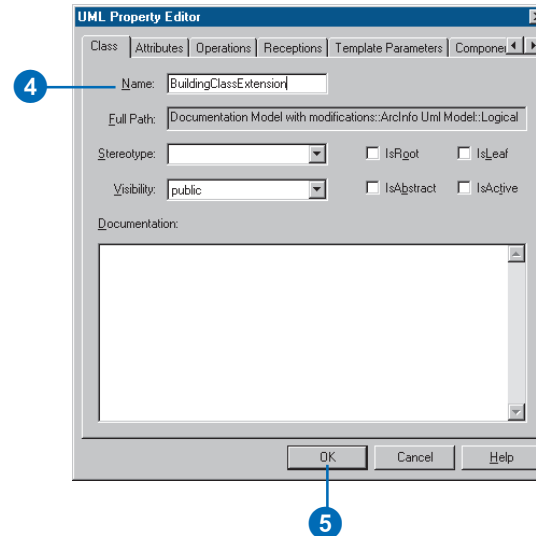 UML Property Editor
Class Attributes Operations Receptions Template Parameters
4 Name: BuildingClassExtension
Full Path: Documentation Model with modifications::ArcInfo Uml Model::Logical
Stereotype: IsRoot IsLeaf
Visibility: public IsAbstract IsActive
Documentation:
OK Cancel Help
5